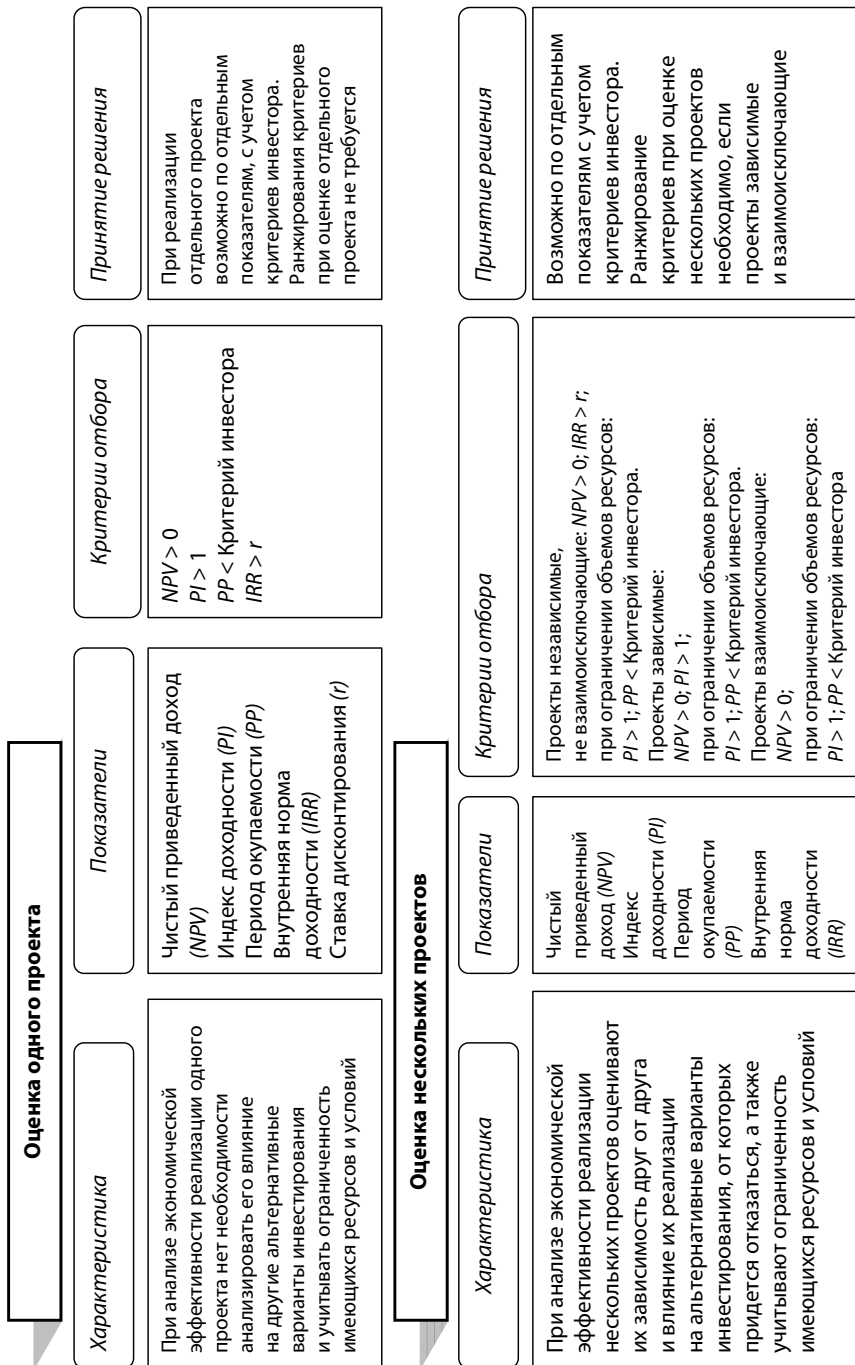 Оценка одного проекта
Характеристика
При анализе экономической
эффективности реализации одного
проекта нет необходимости
анализировать его влияние
на другие альтернативные
варианты инвестирования
и учитывать ограниченность
имеющихся ресурсов и условий
Показатели
Чистый приведенный доход
(NPV)
Индекс доходности (PI)
Период окупаемости (PP)
Внутренняя норма
доходности (IRR)
Ставка дисконтирования (r)
Критерии отбора
NPV > 0
PI > 1
PP < Критерий инвестора
IRR > r
Принятие решения
При реализации
отдельного проекта
возможно по отдельным
показателям, с учетом
критериев инвестора.
Ранжирования критериев
при оценке отдельного
проекта не требуется
Оценка нескольких проектов
Характеристика
При анализе экономической
эффективности реализации
нескольких проектов оценивают
их зависимость друг от друга
и влияние их реализации
на альтернативные варианты
инвестирования, от которых
придется отказаться, а также
учитывают ограниченность
имеющихся ресурсов и условий
Показатели
Чистый
приведенный
доход (NPV)
Индекс
доходности (PI)
Период
окупаемости
(PP)
Внутренняя
норма
доходности
(IRR)
Критерии отбора
Проекты независимые,
не взаимоисключающие: NPV > 0; IRR > r;
при ограничении объемов ресурсов:
PI > 1; PP < Критерий инвестора.
Проекты зависимые:
NPV > 0; PI > 1;
при ограничении объемов ресурсов:
PI > 1; PP < Критерий инвестора.
Проекты взаимоисключающие:
NPV > 0;
при ограничении объемов ресурсов:
PI > 1; PP < Критерий инвестора
Принятие решения
Возможно по отдельным
показателям с учетом
критериев инвестора.
Ранжирование
критериев при оценке
нескольких проектов
необходимо, если
проекты зависимые
и взаимоисключающие